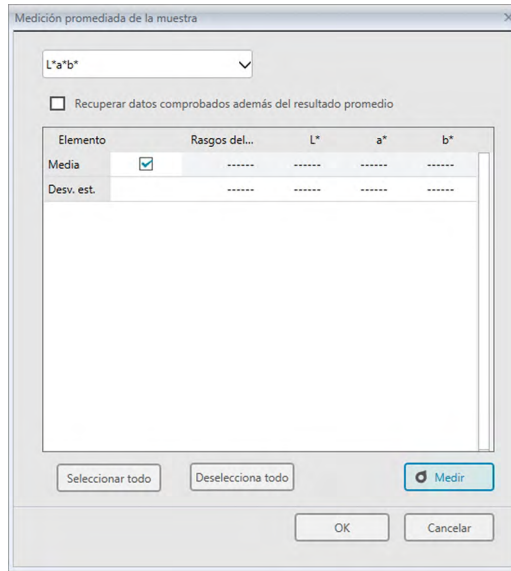 Medición promediada de la muestra
L*a*b*
Recuperar datos comprobados además del resultado promedio
Elemento Rasgos del... L* a* b*
Media ------ ------ ------ ------
Desv. est. ------ ------ ------ ------
Seleccionar todo Deselecciona todo Medir
OK Cancelar